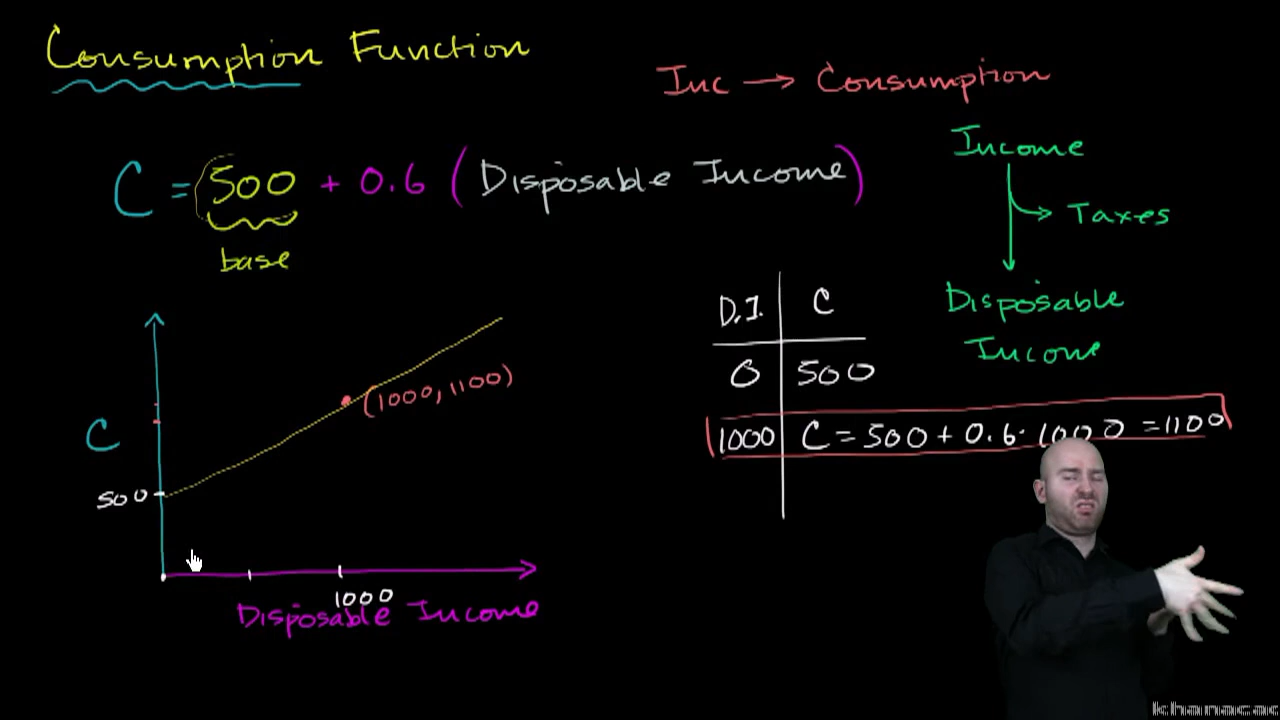 Consumption Function
Inc → Consumption
C = 500 + 0.6 (Disposable Income)
base
Income
Taxes
Disposable
Income
D.I. C
0 500
1000 C = 500 + 0.6 · 1000 = 1100
(1000, 1100)
C
500
1000
Disposable Income